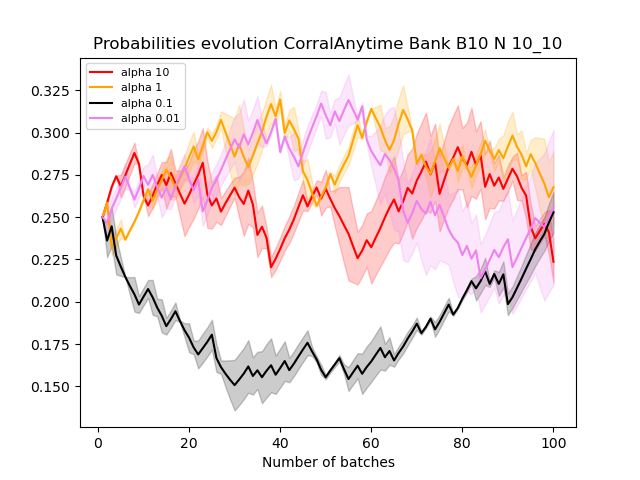 Probabilities evolution CorralAnytime Bank B10 N 10_10
alpha 10
alpha 1
alpha 0.1
alpha 0.01
0.325
0.300
0.275
0.250
0.225
0.200
0.175
0.150
0 20 40 60 80 100
Number of batches